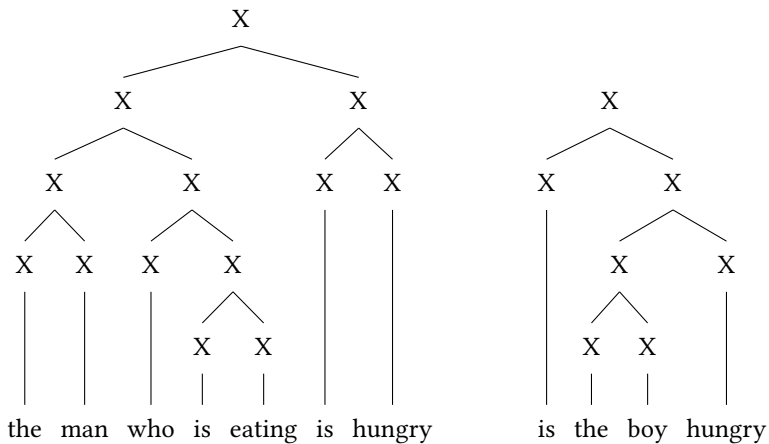 X
X X X
X X X X X X
X X X X X X
X X X X
the man who is eating is hungry is the boy hungry